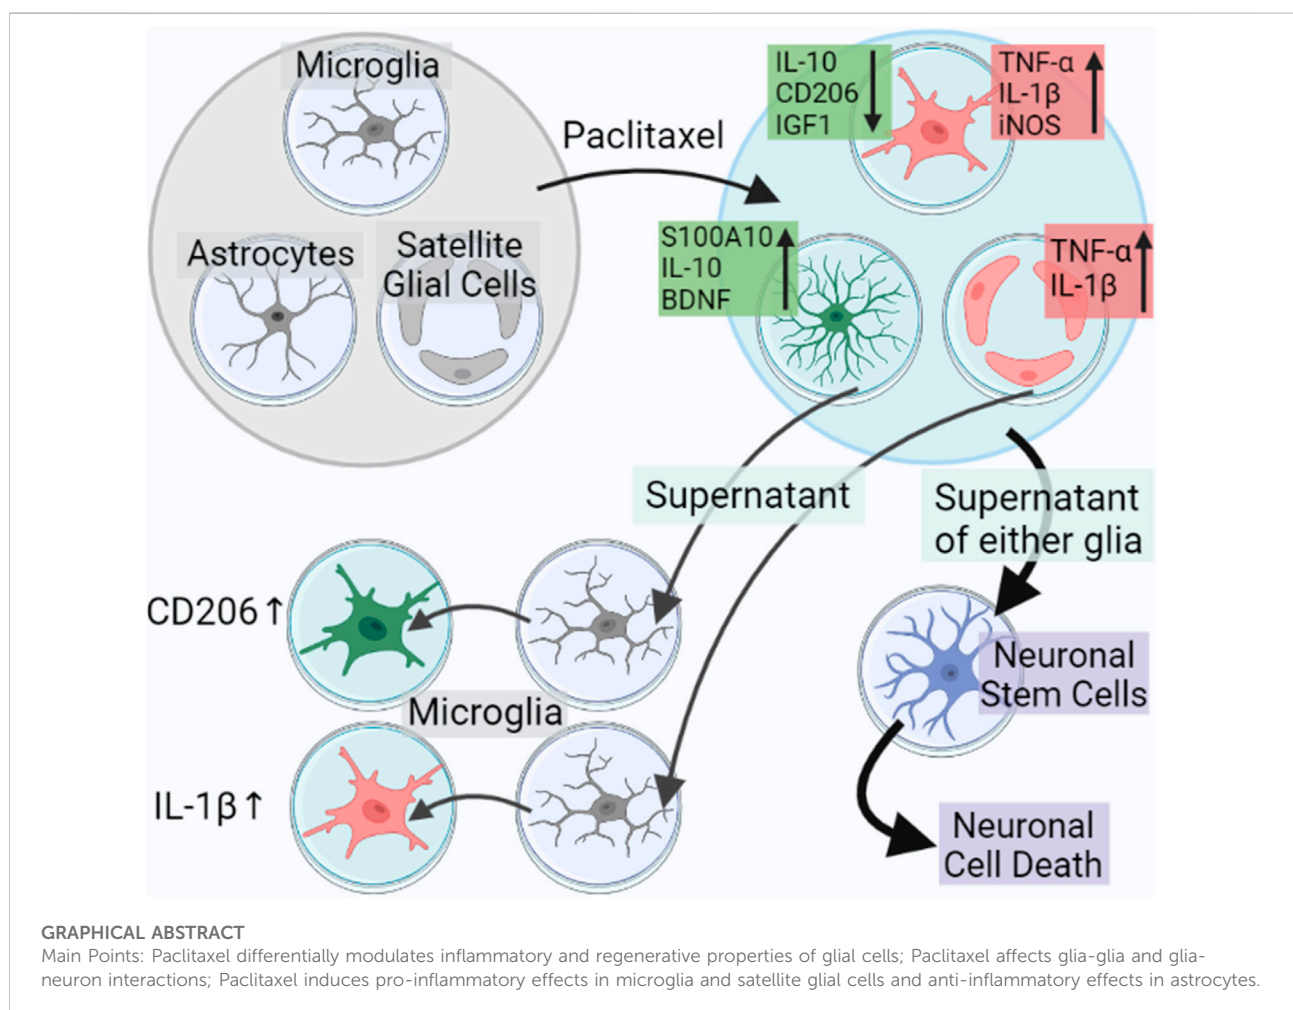 Microglia
Astrocytes
Satellite
Glial Cells
Paclitaxel
IL-10
CD206
IGF1
TNF-α
IL-1β
iNOS
S100A10
IL-10
BDNF
TNF-α
IL-1β
Supernatant
Supernatant
of either glia
CD206↑
Microglia
IL-1β↑
Neuronal
Stem Cells
Neuronal
Cell Death
GRAPHICAL ABSTRACT
Main Points: Paclitaxel differentially modulates inflammatory and regenerative properties of glial cells; Paclitaxel affects glia-glia and glia-
neuron interactions; Paclitaxel induces pro-inflammatory effects in microglia and satellite glial cells and anti-inflammatory effects in astrocytes.